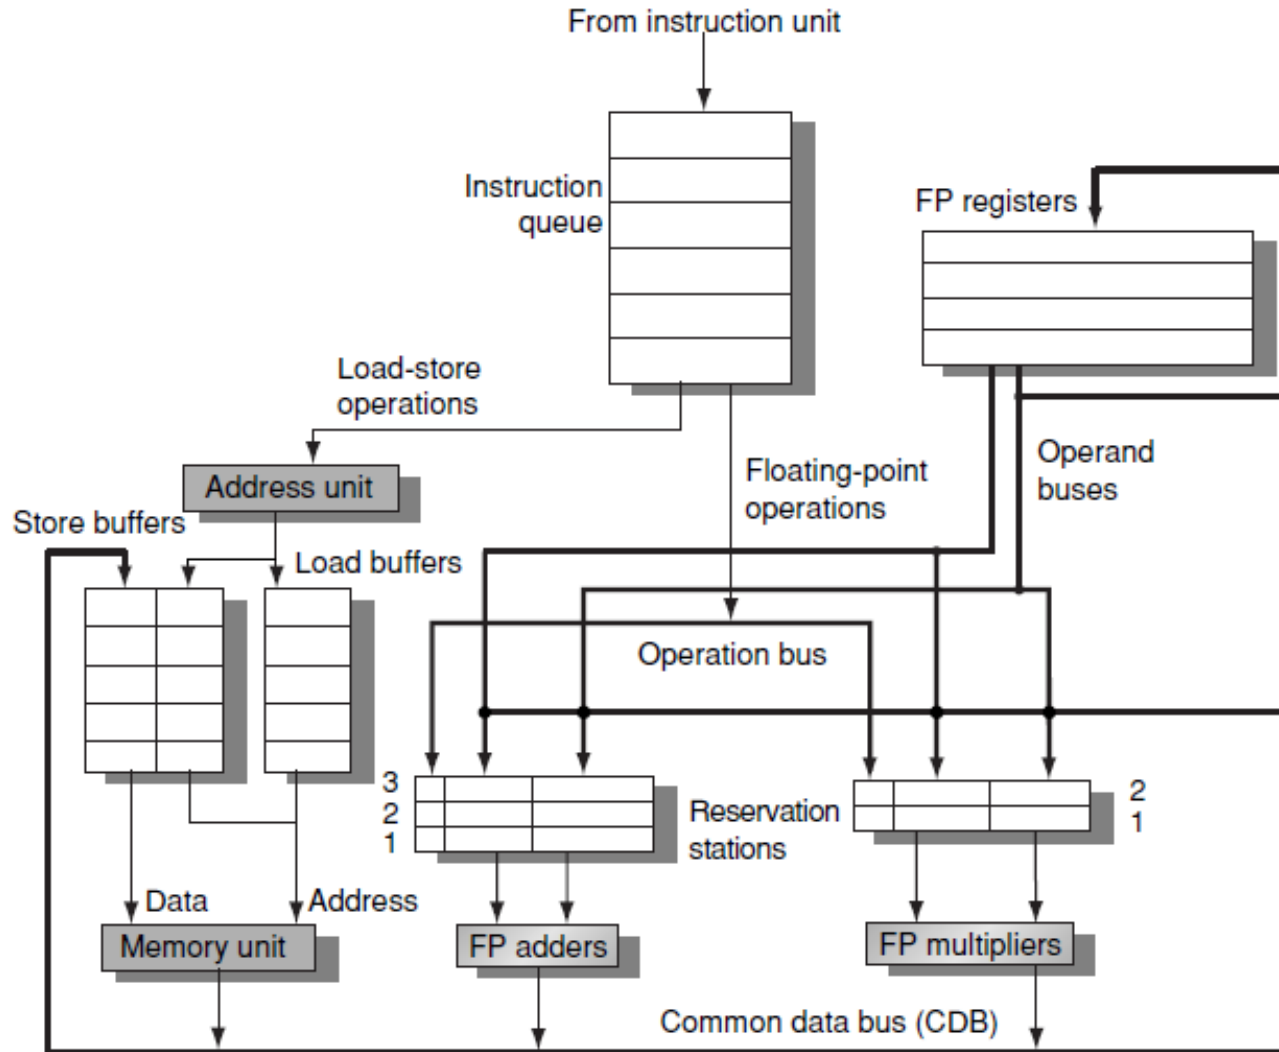 From instruction unit
Instruction
queue
FP registers
Load-store
operations
Address unit
Floating-point
operations
Operand
buses
Store buffers
Load buffers
Operation bus
3
2
1
Reservation
stations
2
1
Data
Address
Memory unit
FP adders
FP multipliers
Common data bus (CDB)